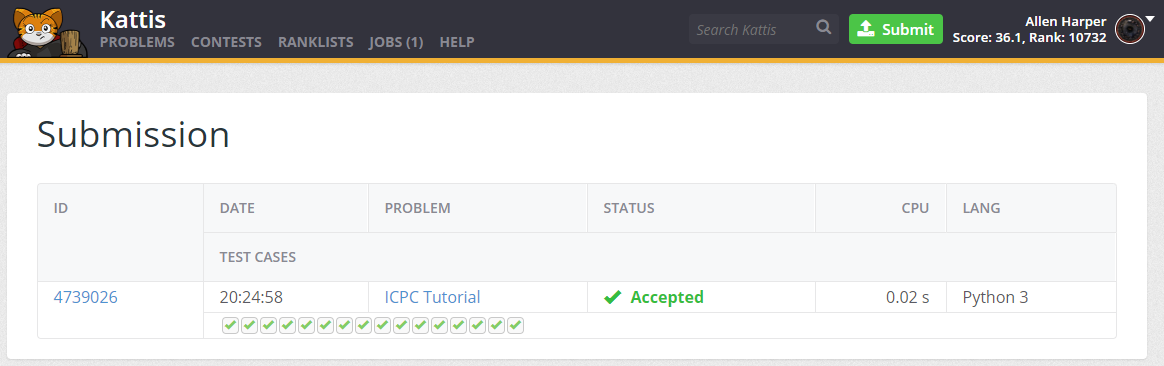 Kattis
PROBLEMS CONTESTS RANKLISTS JOBS (1) HELP
Search Kattis
Submit
Allen Harper
Score: 36.1, Rank: 10732
Submission
ID DATE PROBLEM STATUS CPU LANG
TEST CASES
4739026 20:24:58 ICPC Tutorial Accepted 0.02 s Python 3